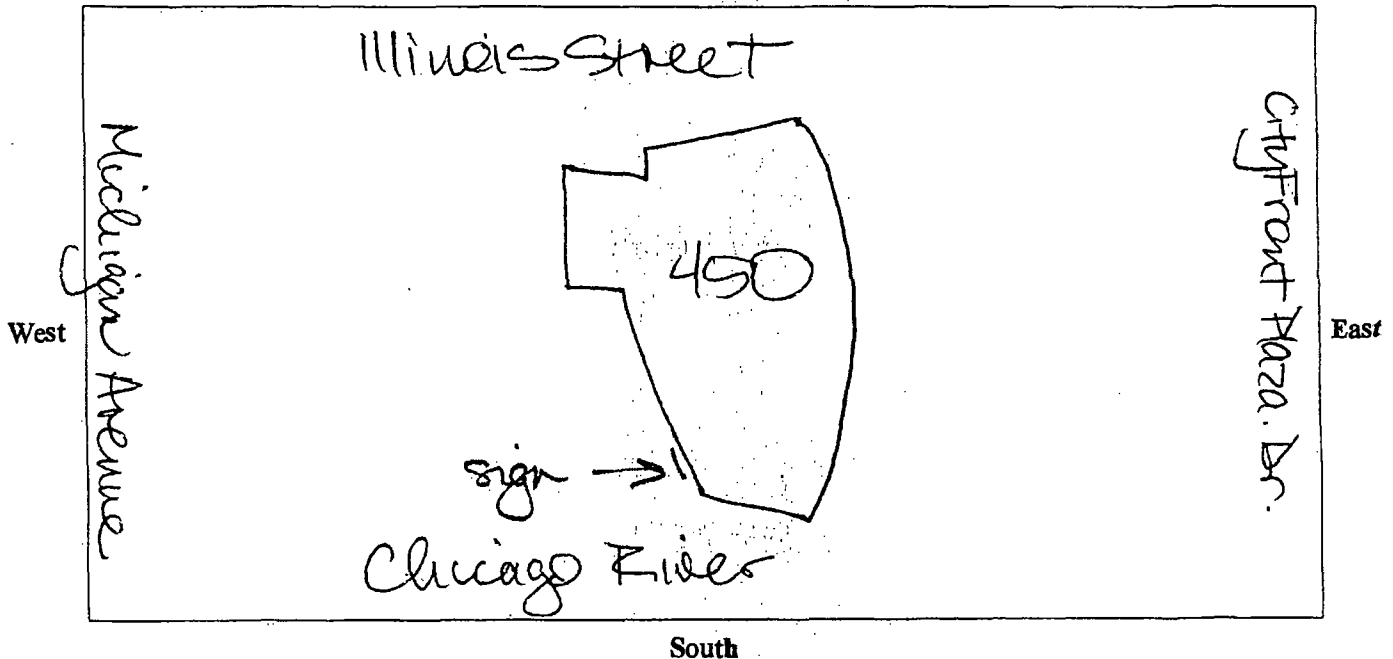 Illinois Street
Michigan Avenue
CityFront Plaza. Dr.
West
450
East
sign →
Chicago River
South